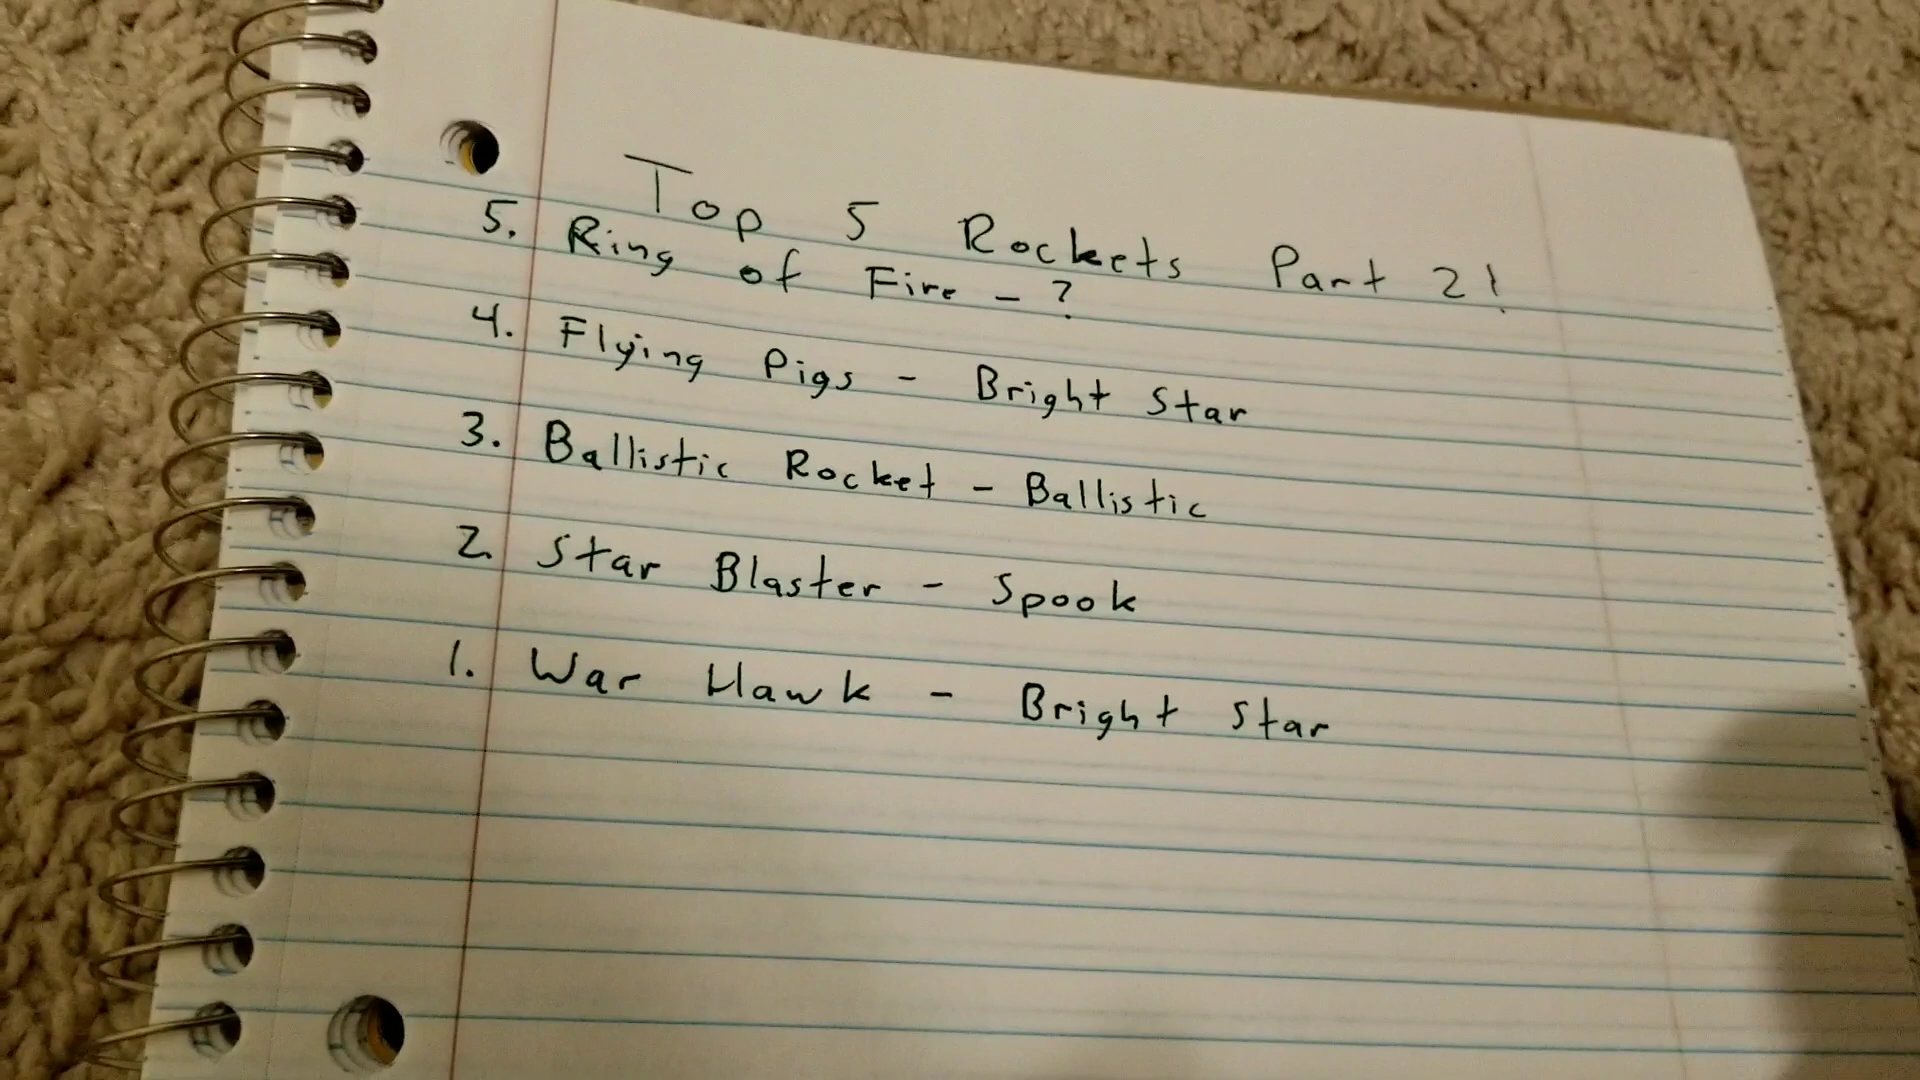 Top 5 Rockets Part 2!
5. Ring of Fire - ?
4. Flying Pigs - Bright Star
3. Ballistic Rocket - Ballistic
2. Star Blaster - Spook
1. War Hawk - Bright Star